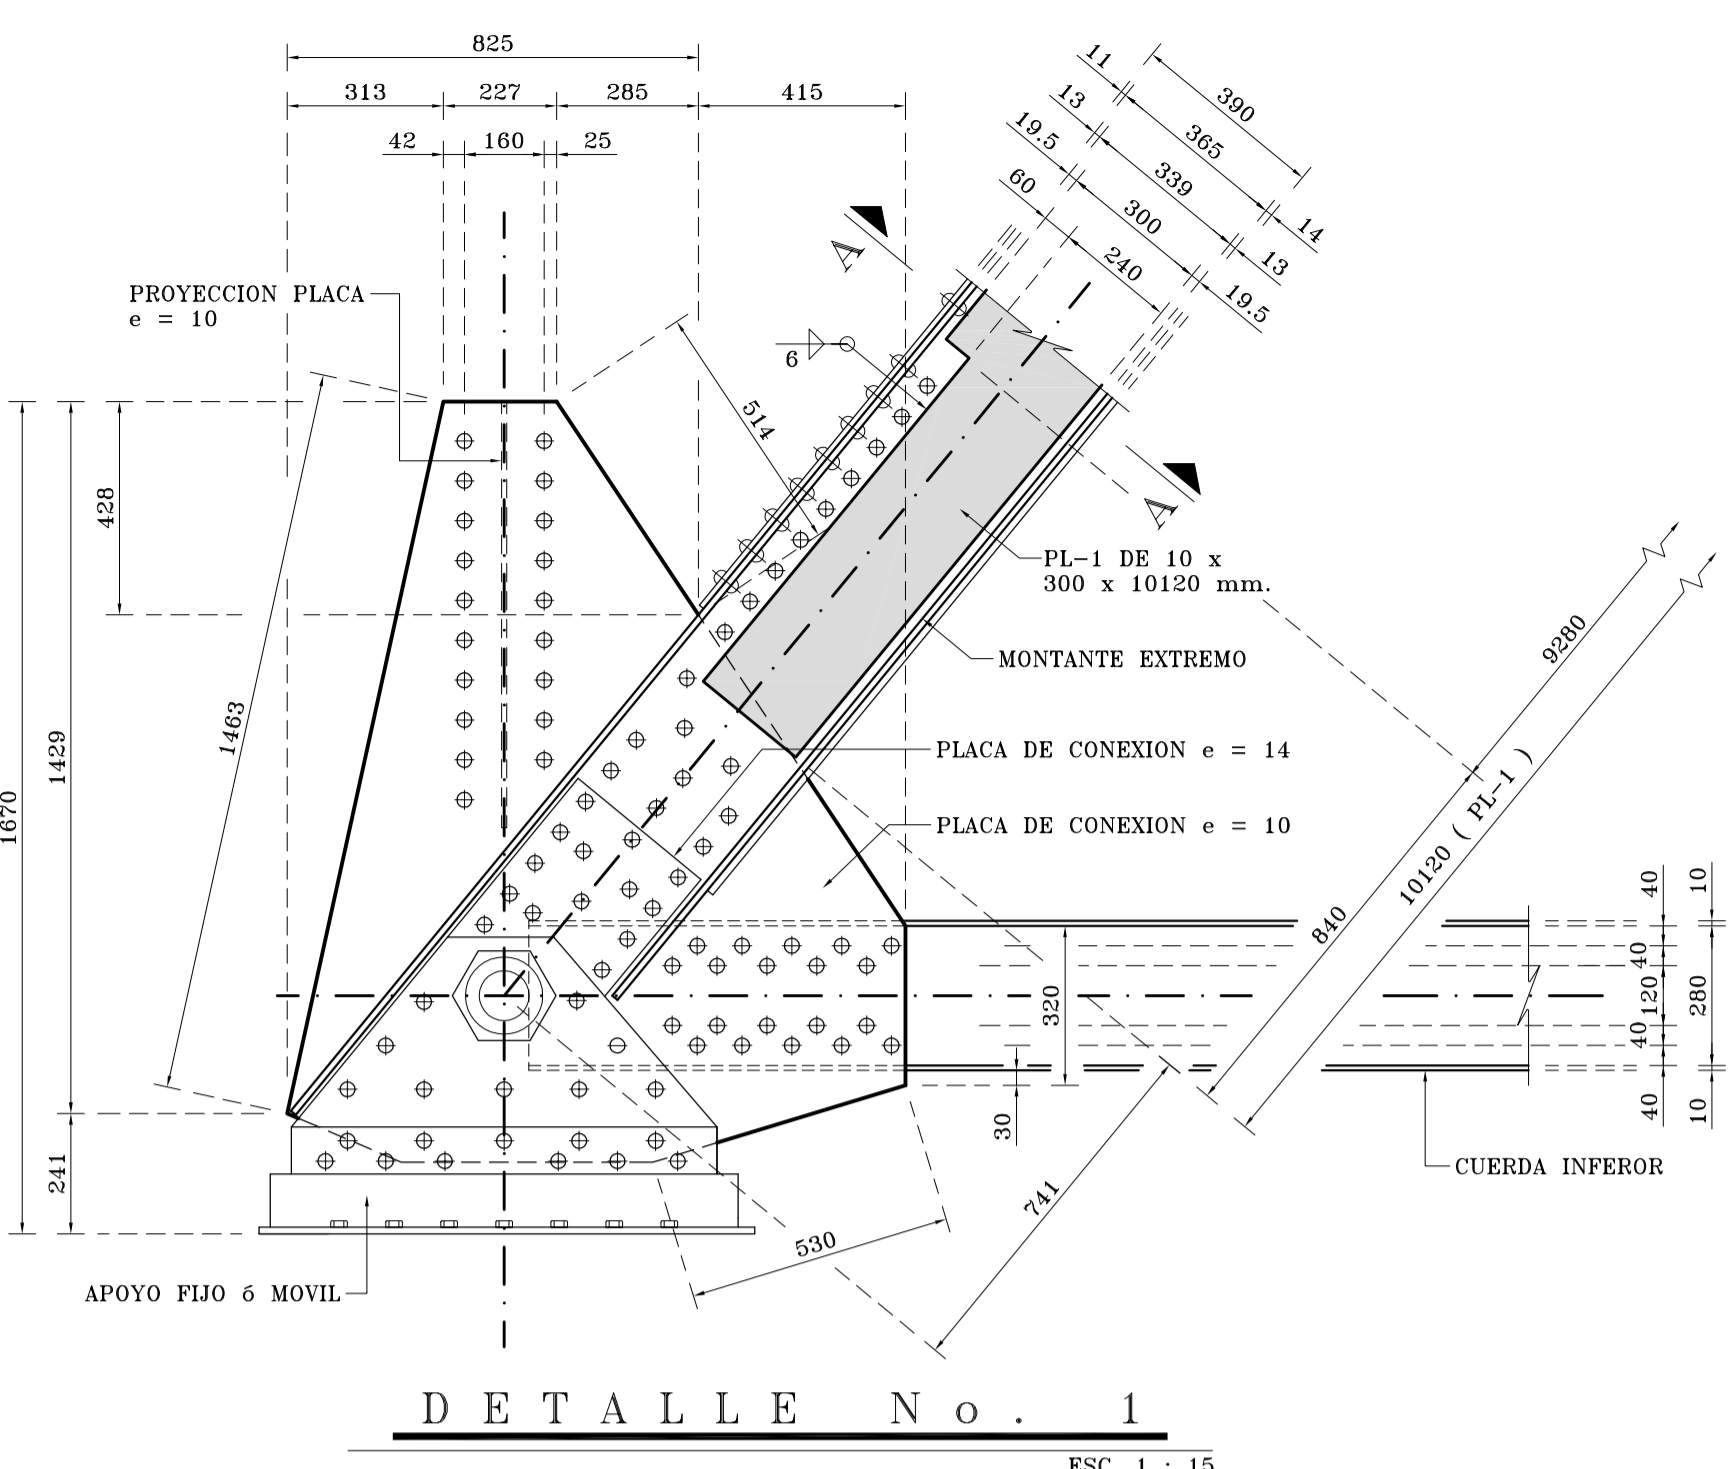 825
313 227 285 415
42 160 25
11
390
13
365
19.5
339
14
60
300
13
240
19.5
A
PROYECCION PLACA
e = 10
6
514
428
A
PL-1 DE 10 x
300 x 10120 mm.
MONTANTE EXTREMO
9280
1463
1429
1670
PLACA DE CONEXION e = 14
10120 ( PL-1 )
PLACA DE CONEXION e = 10
840
40
10
40
320
120
280
40
30
40
10
241
741
CUERDA INFEROR
530
APOYO FIJO ó MOVIL
DETALLE No. 1
ESC. 1 : 15